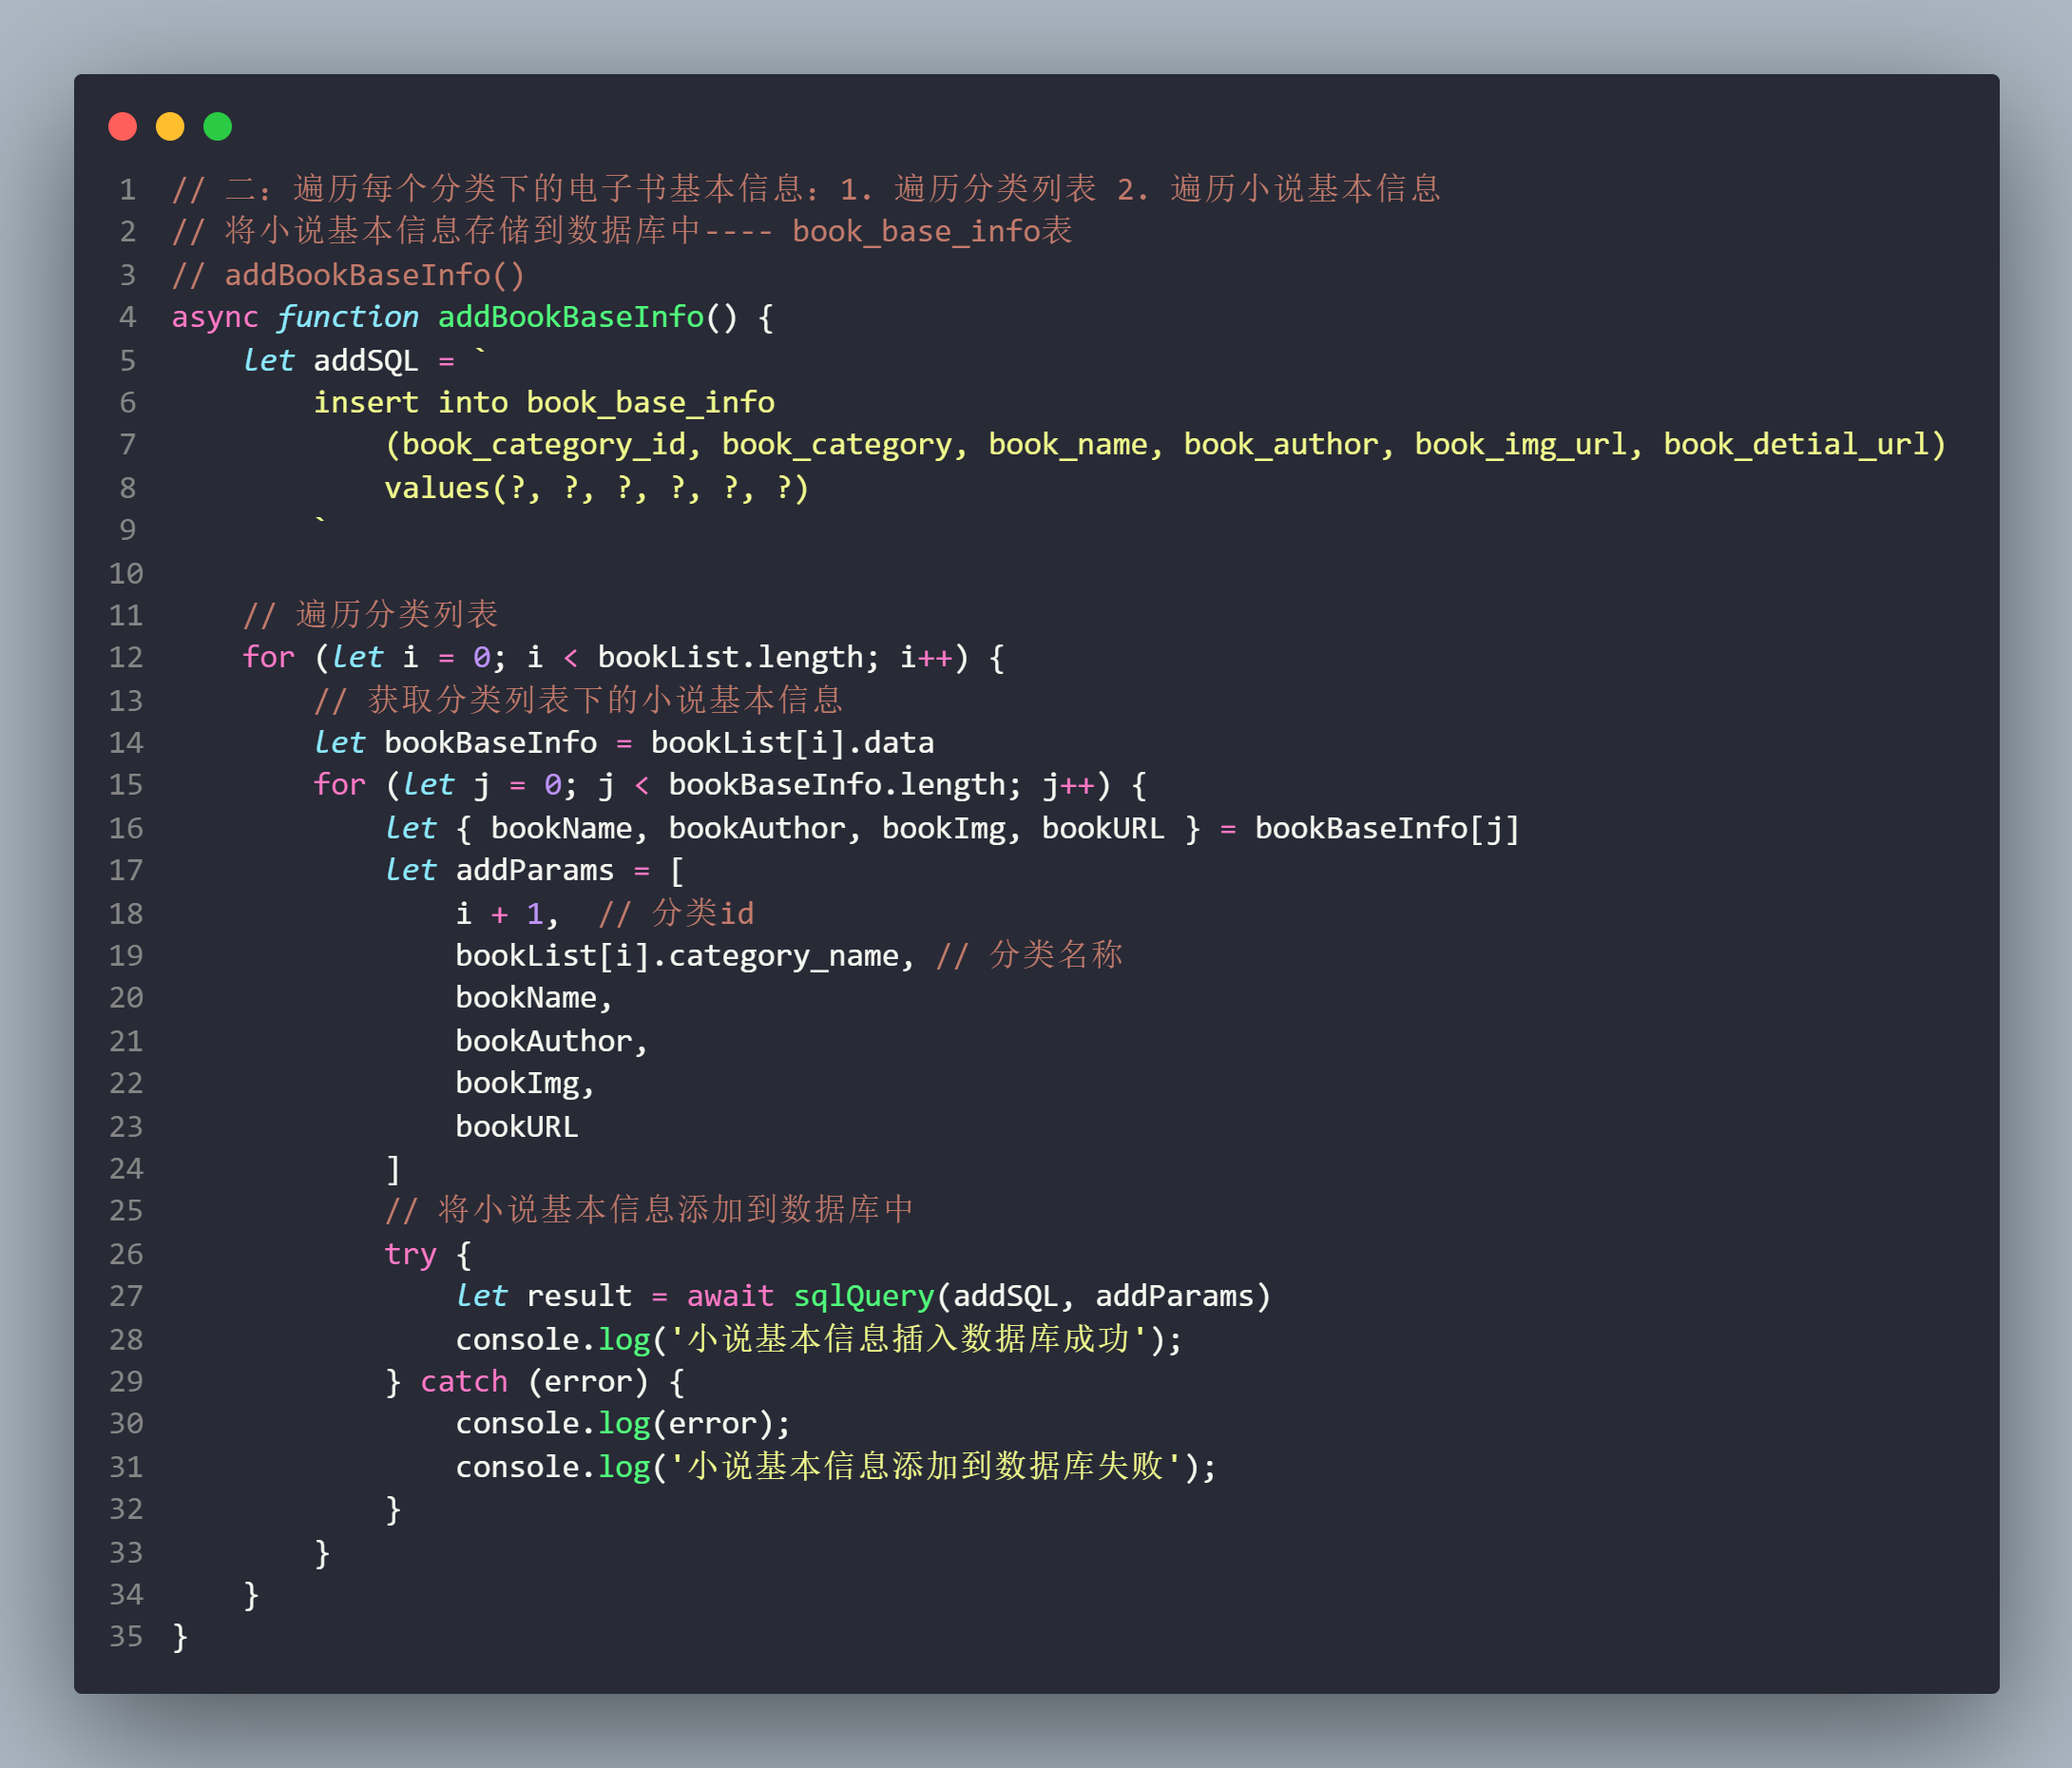 1 // 二: 遍历每个分类下的电子书基本信息: 1. 遍历分类列表 2. 遍历小说基本信息
2 // 将小说基本信息存储到数据库中---- book_base_info表
3 // addBookBaseInfo()
4 async function addBookBaseInfo() {
5     let addSQL = `
6         insert into book_base_info
7             (book_category_id, book_category, book_name, book_author, book_img_url, book_detial_url)
8             values(?, ?, ?, ?, ?, ?)
9         `
10
11     // 遍历分类列表
12     for (let i = 0; i < bookList.length; i++) {
13         // 获取分类列表下的小说基本信息
14         let bookBaseInfo = bookList[i].data
15         for (let j = 0; j < bookBaseInfo.length; j++) {
16             let { bookName, bookAuthor, bookImg, bookURL } = bookBaseInfo[j]
17             let addParams = [
18                 i + 1,  // 分类id
19                 bookList[i].category_name, // 分类名称
20                 bookName,
21                 bookAuthor,
22                 bookImg,
23                 bookURL
24             ]
25             // 将小说基本信息添加到数据库中
26             try {
27                 let result = await sqlQuery(addSQL, addParams)
28                 console.log('小说基本信息插入数据库成功');
29             } catch (error) {
30                 console.log(error);
31                 console.log('小说基本信息添加到数据库失败');
32             }
33         }
34     }
35 }